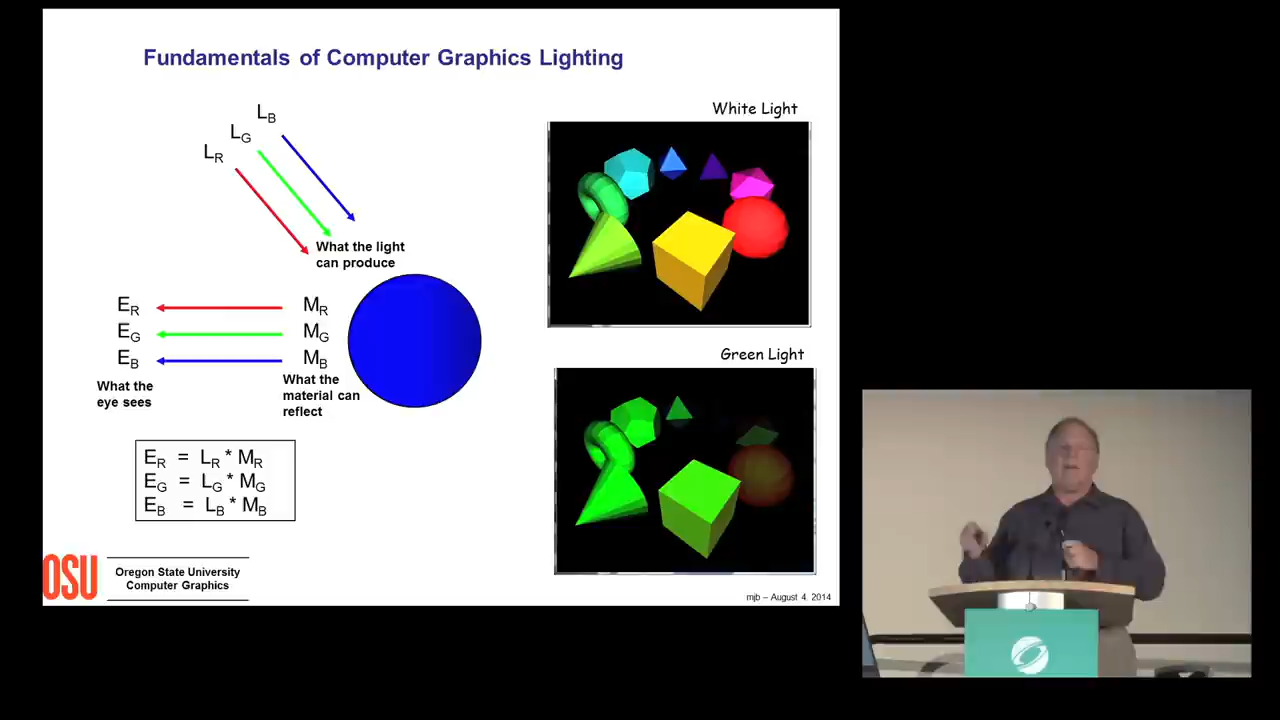 Fundamentals of Computer Graphics Lighting
LB
LG
LR
What the light
can produce
ER
EG
EB
MR
MG
MB
What the
eye sees
What the
material can
reflect
ER = LR * MR
EG = LG * MG
EB = LB * MB
White Light
Green Light
OSU
Oregon State University
Computer Graphics
mjb – August 4, 2014